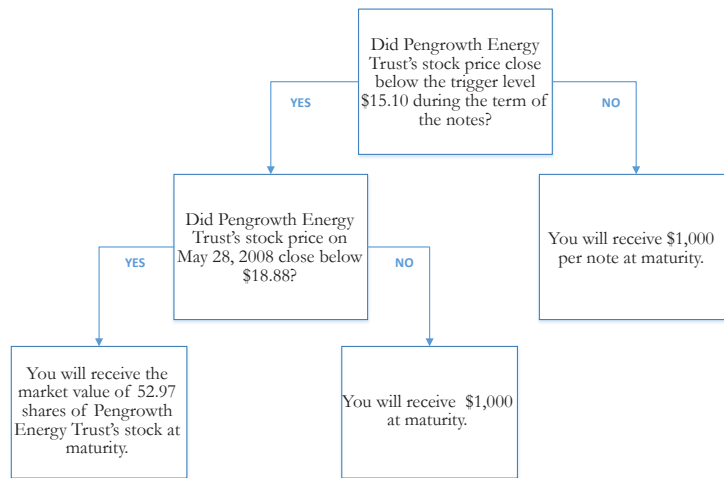 Did Pengrowth Energy
Trust’s stock price close
below the trigger level
$15.10 during the term of
the notes?
YES
NO
Did Pengrowth Energy
Trust’s stock price on
May 28, 2008 close below
$18.88?
You will receive $1,000
per note at maturity.
YES
NO
You will receive the
market value of 52.97
shares of Pengrowth
Energy Trust’s stock at
maturity.
You will receive $1,000
at maturity.